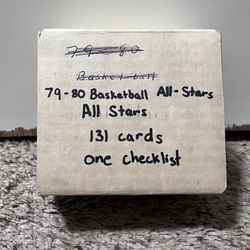 79-80
Basketball
79-80 Basketball All-Stars
All Stars
131 cards
one checklist